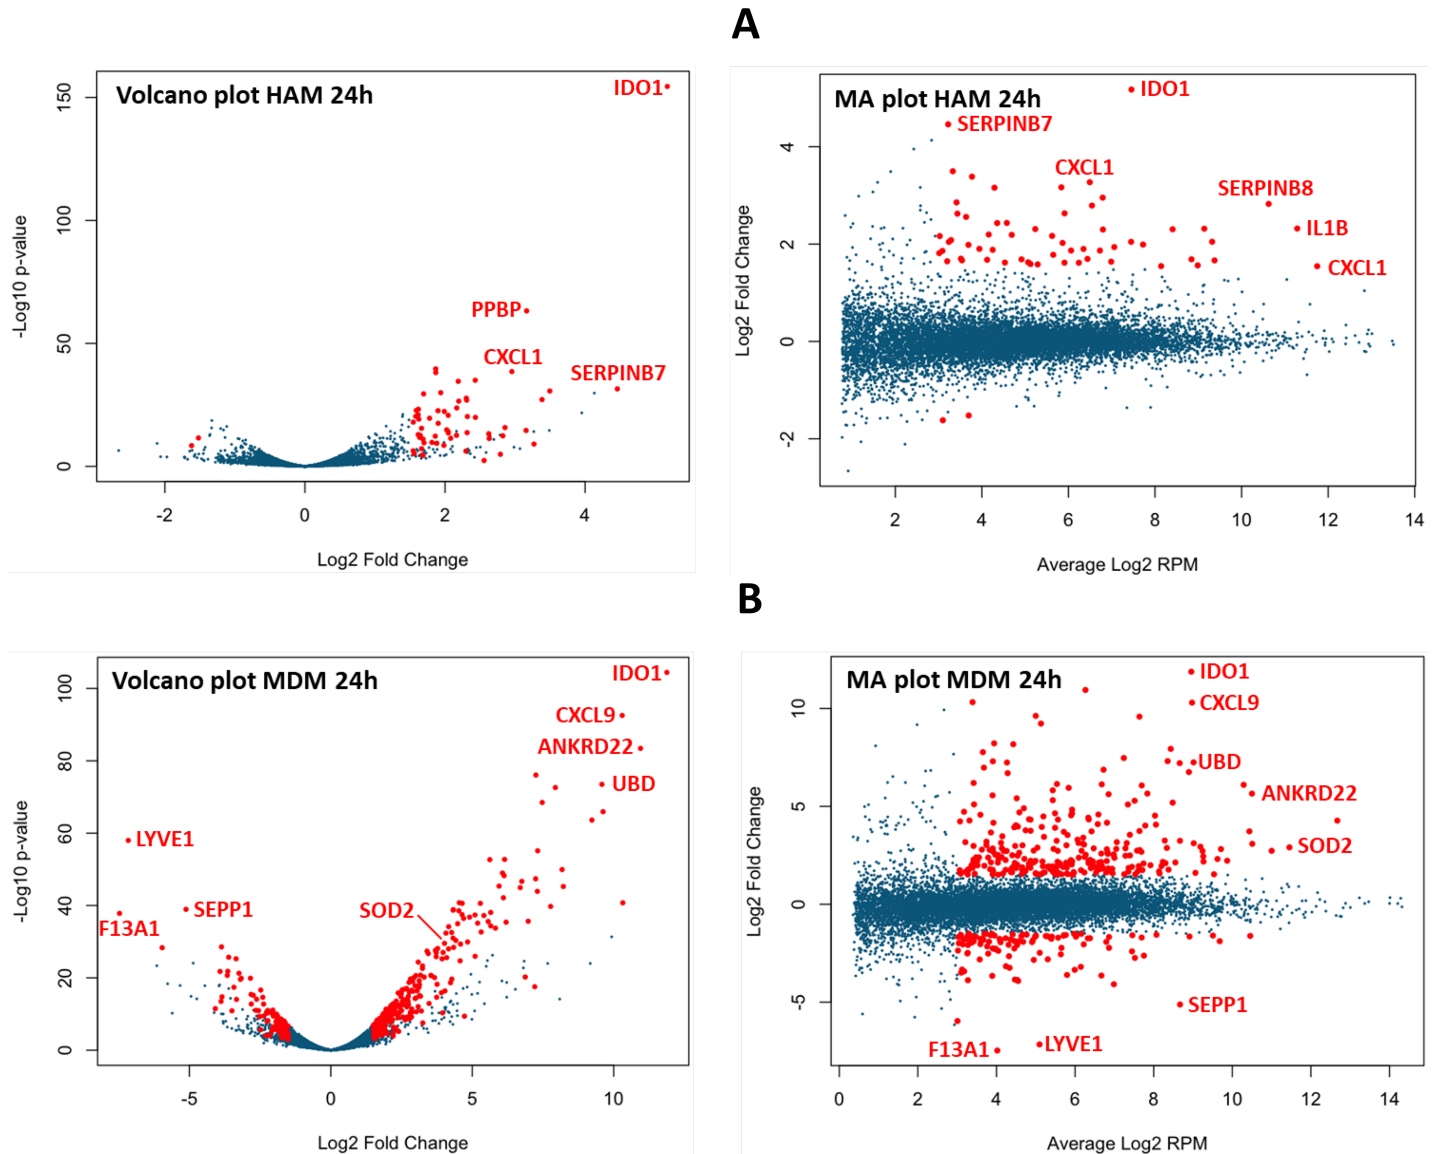 A
Volcano plot HAM 24h
IDO1
PPBP
CXCL1
SERPINB7
-Log10 p-value
0
50
100
150
-2
0
2
4
Log2 Fold Change
MA plot HAM 24h
IDO1
SERPINB7
CXCL1
SERPINB8
IL1B
CXCL1
Log2 Fold Change
-2
0
2
4
2
4
6
8
10
12
14
Average Log2 RPM
B
Volcano plot MDM 24h
IDO1
CXCL9
ANKRD22
UBD
LYVE1
SEPP1
SOD2
F13A1
-Log10 p-value
0
20
40
60
80
100
-5
0
5
10
Log2 Fold Change
MA plot MDM 24h
IDO1
CXCL9
UBD
ANKRD22
SOD2
SEPP1
F13A1
LYVE1
Log2 Fold Change
-5
0
5
10
0
2
4
6
8
10
12
14
Average Log2 RPM